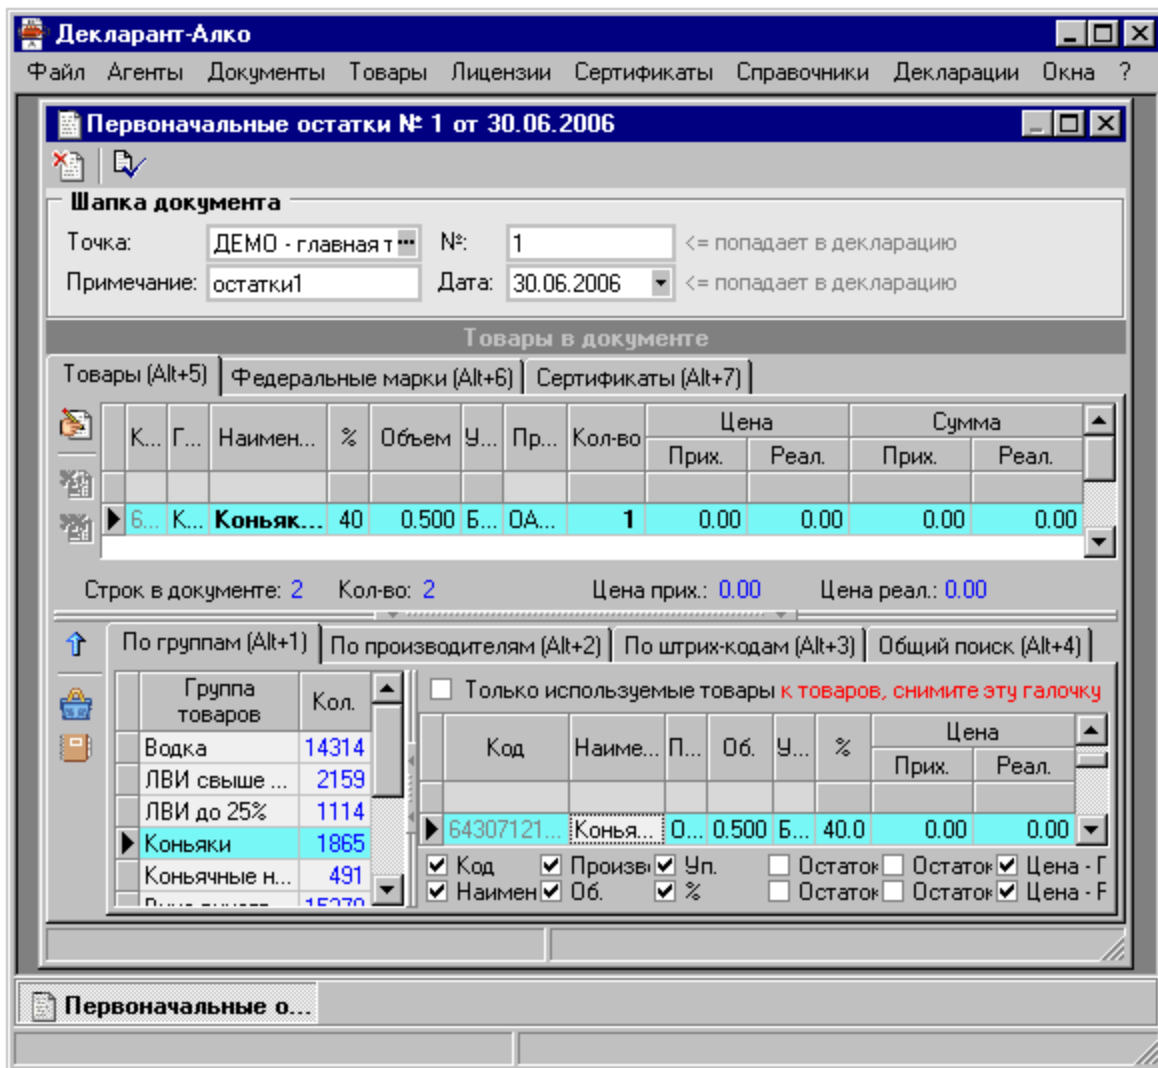 Декларант-Алко
Файл Агенты Документы Товары Лицензии Сертификаты Справочники Декларации Окна ?
Первоначальные остатки № 1 от 30.06.2006
Шапка документа
Точка: ДЕМО - главная т ... №: 1 <= попадает в декларацию
Примечание: остатки1 Дата: 30.06.2006 <= попадает в декларацию
Товары в документе
Товары (Alt+5) Федеральные марки (Alt+6) Сертификаты (Alt+7)
К... Г... Наимен... % Объем У... Пр... Кол-во Цена Сумма
Прих. Реал. Прих. Реал.
6... К... Коньяк... 40 0.500 Б... ОА... 1 0.00 0.00 0.00 0.00
Строк в документе: 2 Кол-во: 2 Цена прих.: 0.00 Цена реал.: 0.00
По группам (Alt+1) По производителям (Alt+2) По штрих-кодам (Alt+3) Общий поиск (Alt+4)
Группа товаров Кол.
Водка 14314
ЛВИ свыше ... 2159
ЛВИ до 25% 1114
Коньяки 1865
Коньячные н... 491
Только используемые товары к товаров, снимите эту галочку
Код Наиме... П... Об. У... % Цена
Прих. Реал.
64307121... Конья... О... 0.500 Б... 40.0 0.00 0.00
Код Произв Уп. Остаток Остаток Цена - Г
Наимен Об. % Остаток Остаток Цена - F
Первоначальные о...